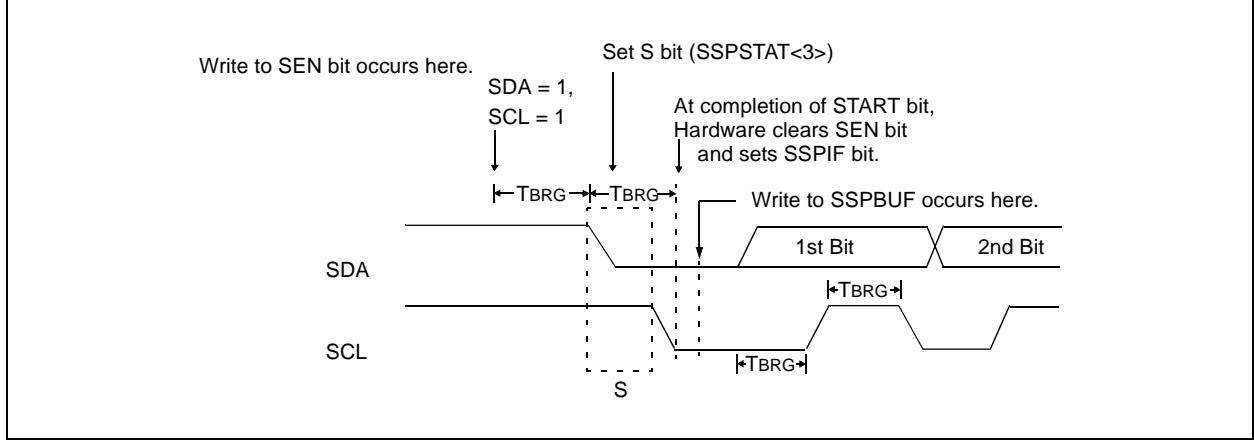 Write to SEN bit occurs here.
Set S bit (SSPSTAT<3>)
SDA = 1,
SCL = 1
At completion of START bit,
Hardware clears SEN bit
and sets SSPIF bit.
TBRG
TBRG
Write to SSPBUF occurs here.
SDA
1st Bit
2nd Bit
TBRG
SCL
TBRG
S